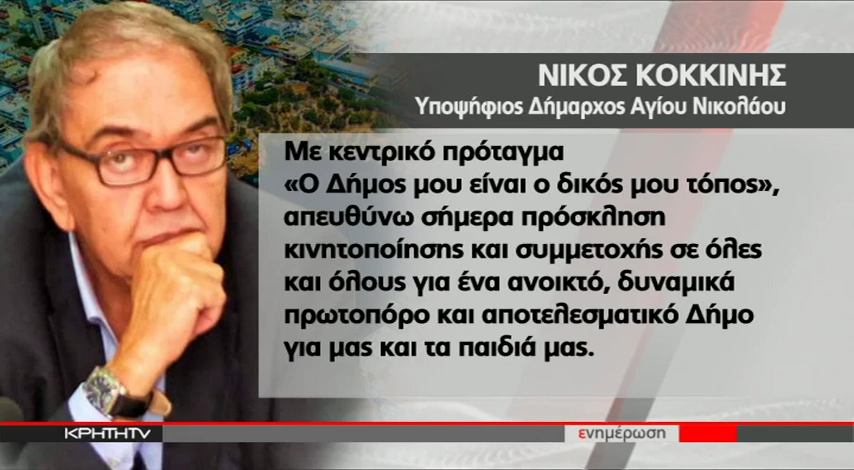 ΝΙΚΟΣ ΚΟΚΚΙΝΗΣ
Υποψήφιος Δήμαρχος Αγίου Νικολάου
Με κεντρικό πρόταγμα
«Ο Δήμος μου είναι ο δικός μου τόπος»,
απευθύνω σήμερα πρόσκληση
κινητοποίησης και συμμετοχής σε όλες
και όλους για ένα ανοικτό, δυναμικά
πρωτοπόρο και αποτελεσματικό Δήμο
για μας και τα παιδιά μας.
ΚΡΗΤΗTV
ενημέρωση